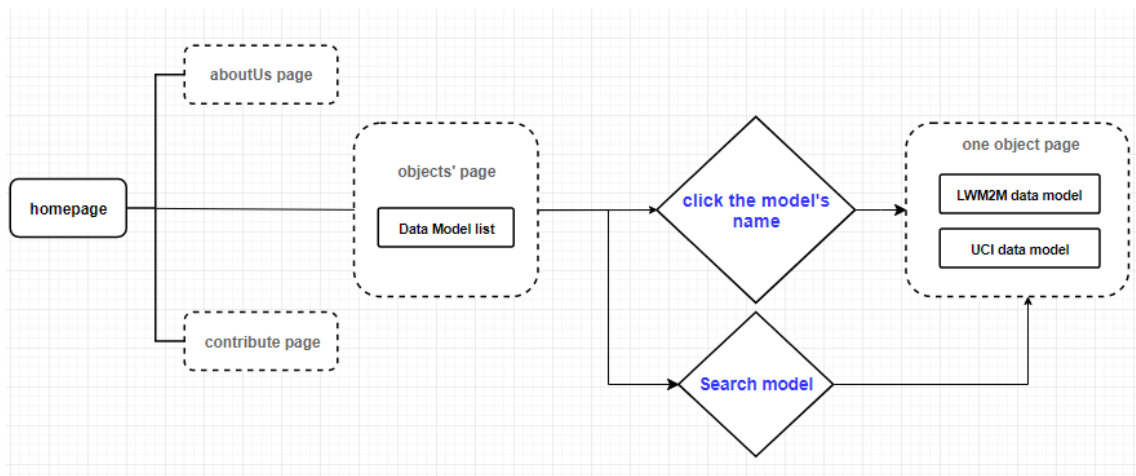 aboutUs page
homepage
objects' page
Data Model list
contribute page
click the model's
name
Search model
one object page
LWM2M data model
UCI data model